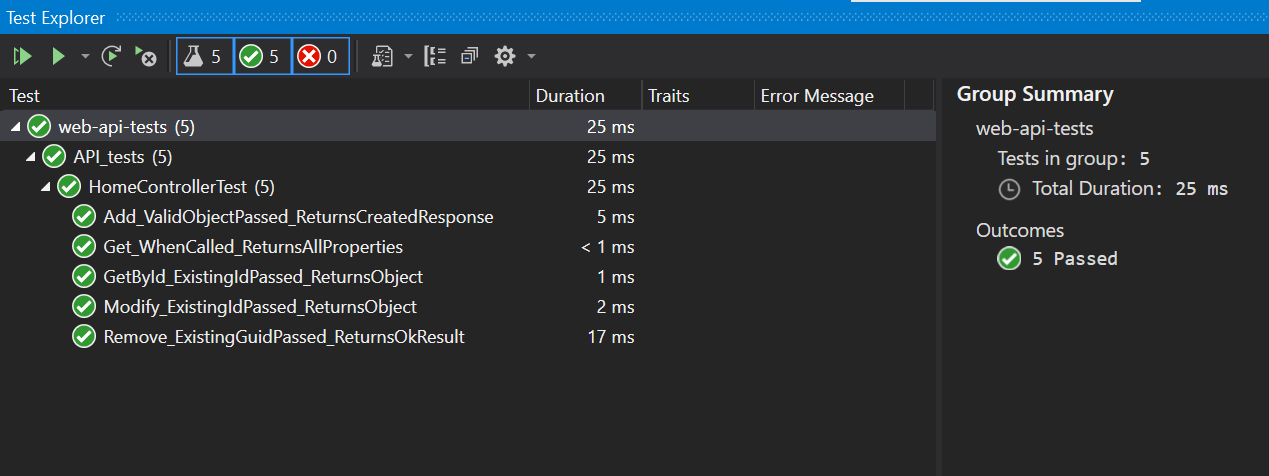 Test Explorer
5 5 0
Test Duration Traits Error Message
web-api-tests (5) 25 ms
API_tests (5) 25 ms
HomeControllerTest (5) 25 ms
Add_ValidObjectPassed_ReturnsCreatedResponse 5 ms
Get_WhenCalled_ReturnsAllProperties < 1 ms
GetById_ExistingIdPassed_ReturnsObject 1 ms
Modify_ExistingIdPassed_ReturnsObject 2 ms
Remove_ExistingGuidPassed_ReturnsOkResult 17 ms
Group Summary
web-api-tests
Tests in group: 5
Total Duration: 25 ms
Outcomes
5 Passed